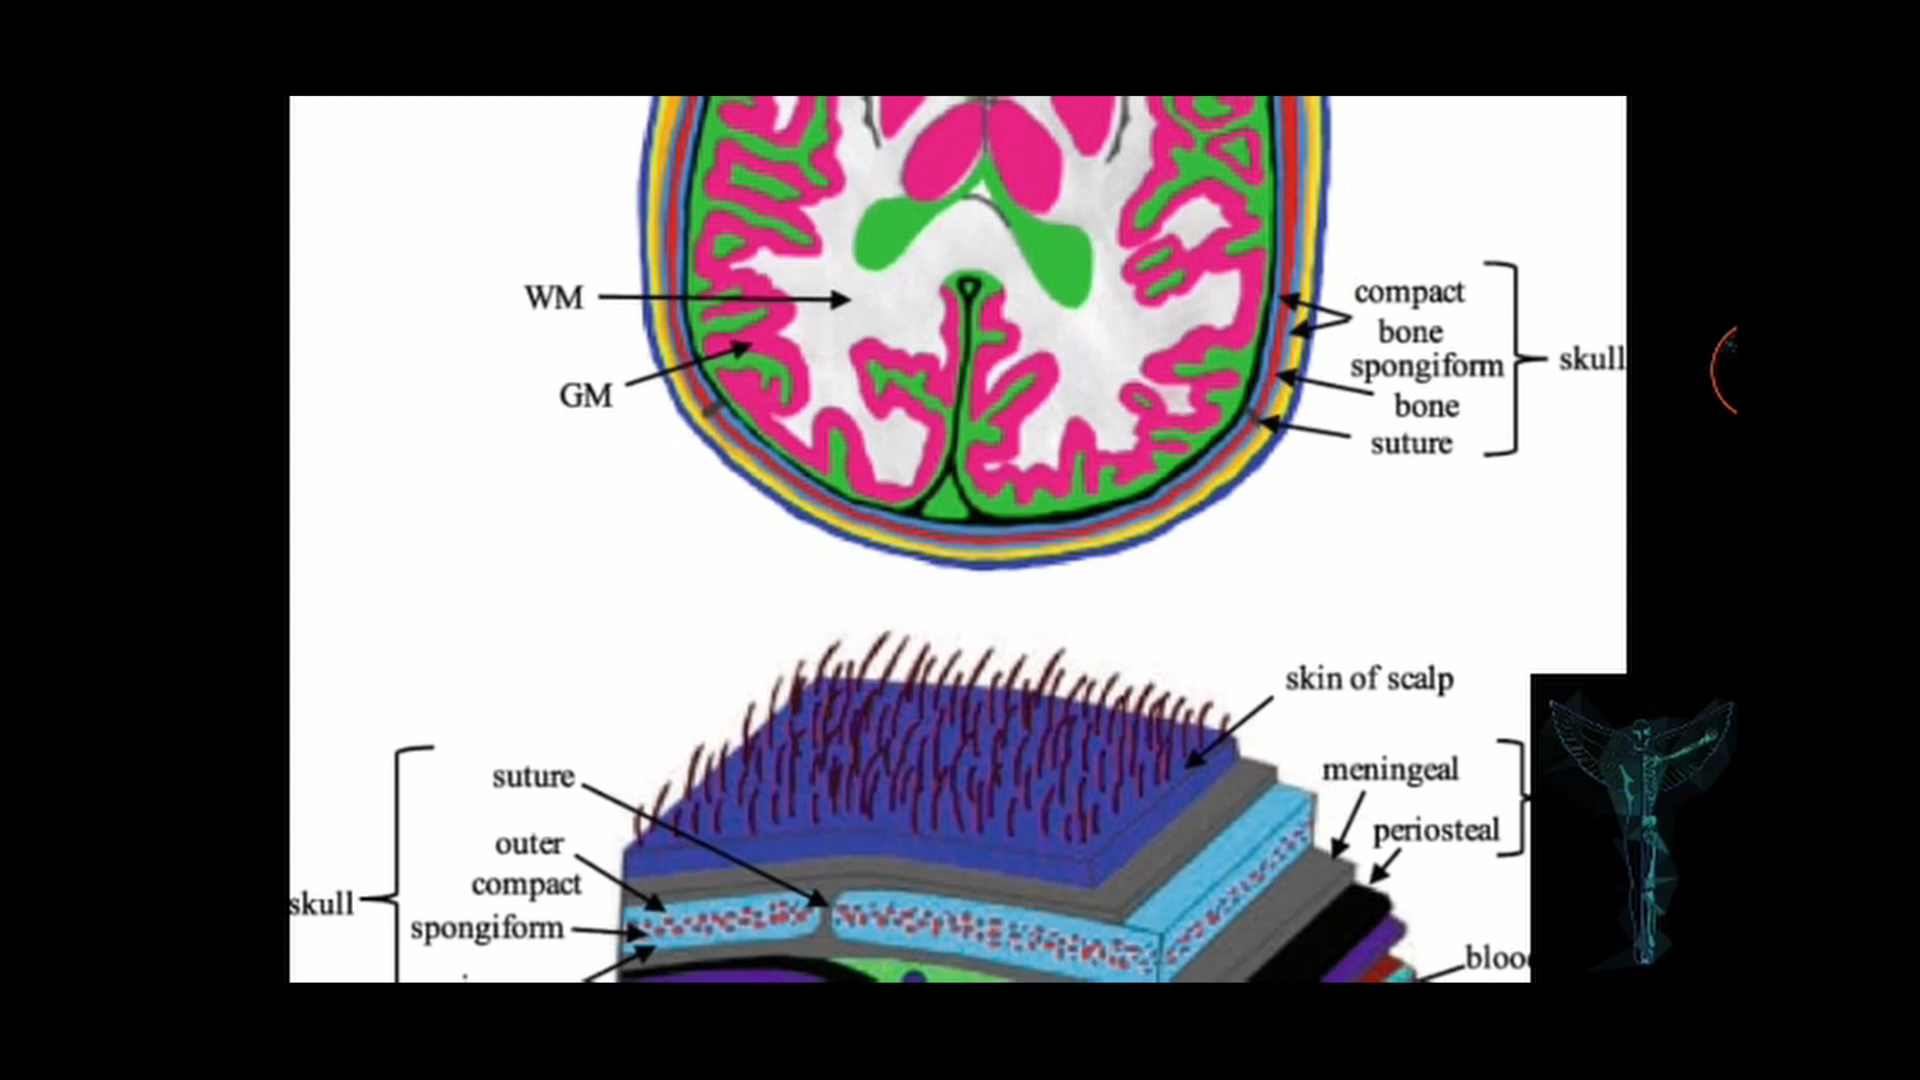 WM
GM
compact
bone
spongiform
bone
suture
skull
skin of scalp
meningeal
periosteal
suture
outer
compact
spongiform
skull